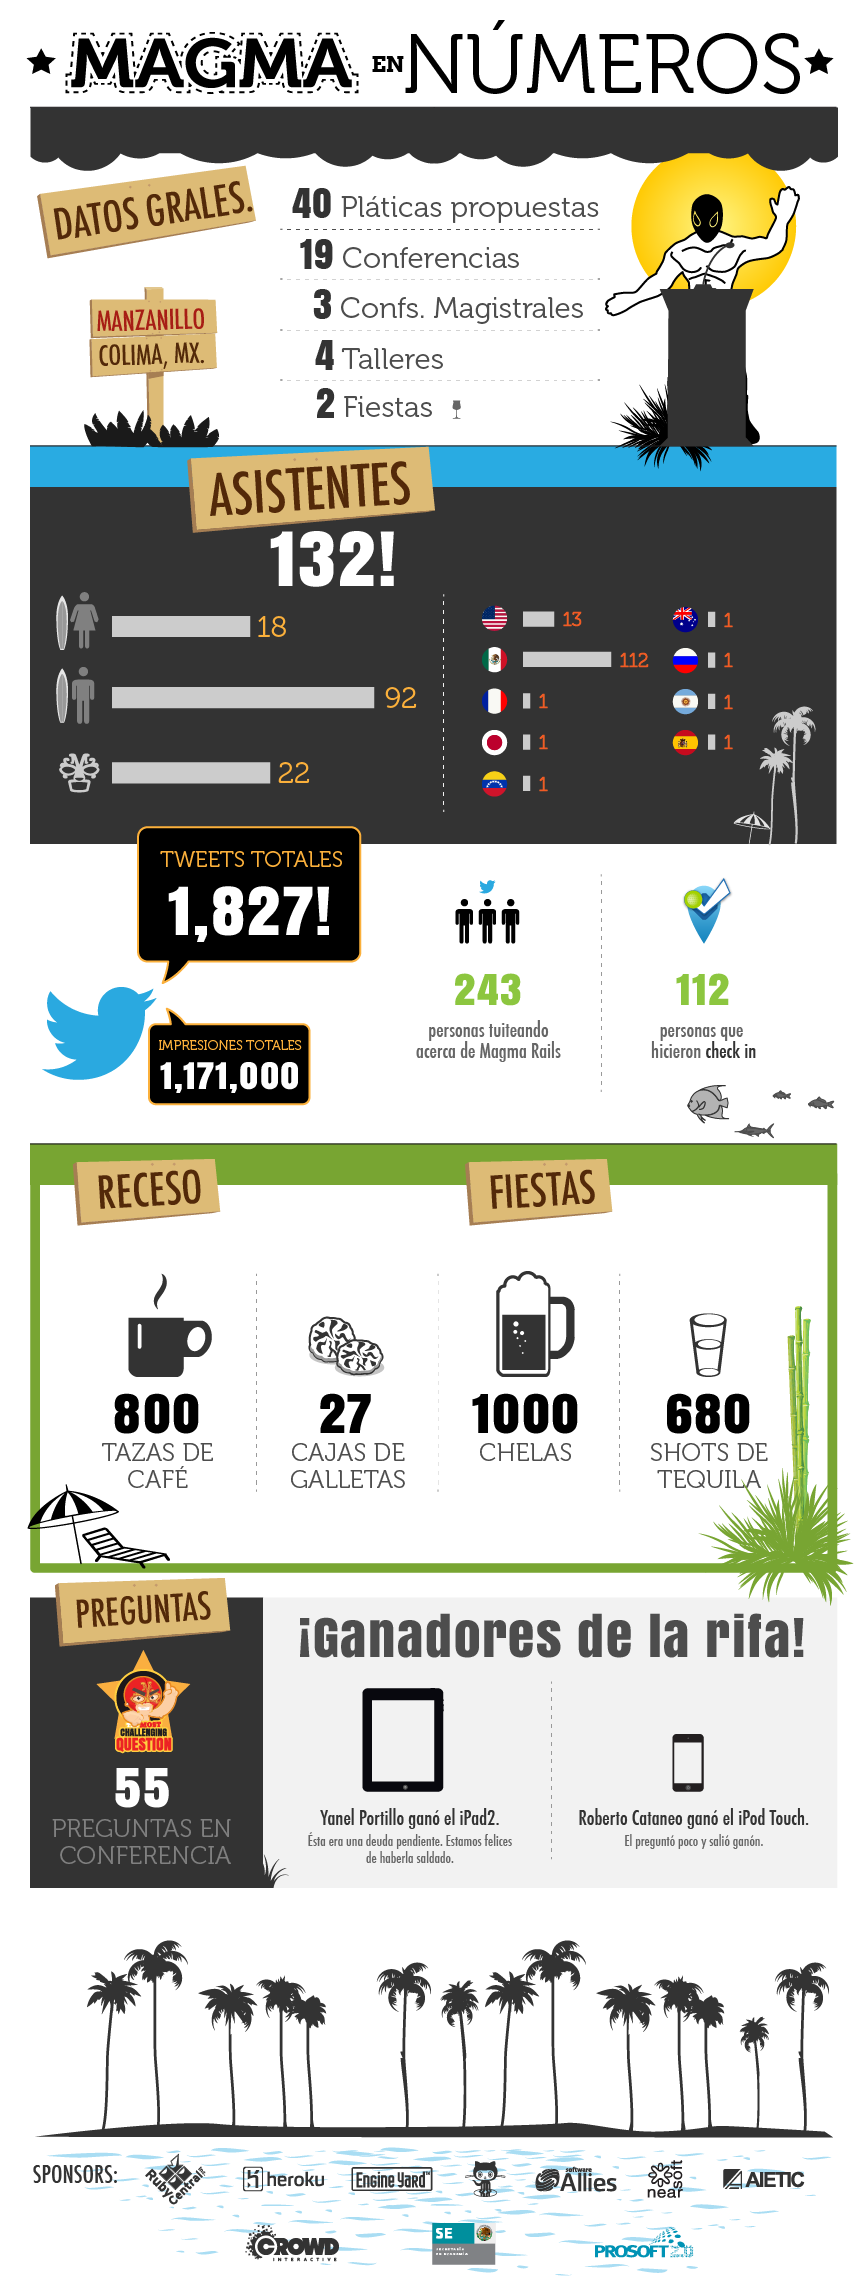 MAGMA EN NÚMEROS
DATOS GRALES.
40 Pláticas propuestas
19 Conferencias
3 Confs. Magistrales
4 Talleres
2 Fiestas
MANZANILLO
COLIMA, MX.
ASISTENTES
132!
18
92
22
13
112
1
1
1
1
1
1
1
TWEETS TOTALES
1,827!
IMPRESIONES TOTALES
1,171,000
243
personas tuiteando
acerca de Magma Rails
112
personas que
hicieron check in
RECESO
FIESTAS
800
TAZAS DE
CAFÉ
27
CAJAS DE
GALLETAS
1000
CHELAS
680
SHOTS DE
TEQUILA
PREGUNTAS
MOST
CHALLENGING
QUESTION
55
PREGUNTAS EN
CONFERENCIA
¡Ganadores de la rifa!
Yanel Portillo ganó el iPad2.
Ésta era una deuda pendiente. Estamos felices
de haberla saldado.
Roberto Cataneo ganó el iPod Touch.
El preguntó poco y salió ganón.
SPONSORS:
RubyCentral
heroku
Engine Yard
software
Allies
nearsoft
AIETIC
CROWD
INTERACTIVE
SE
SECRETARÍA
DE ECONOMÍA
PROSOFT